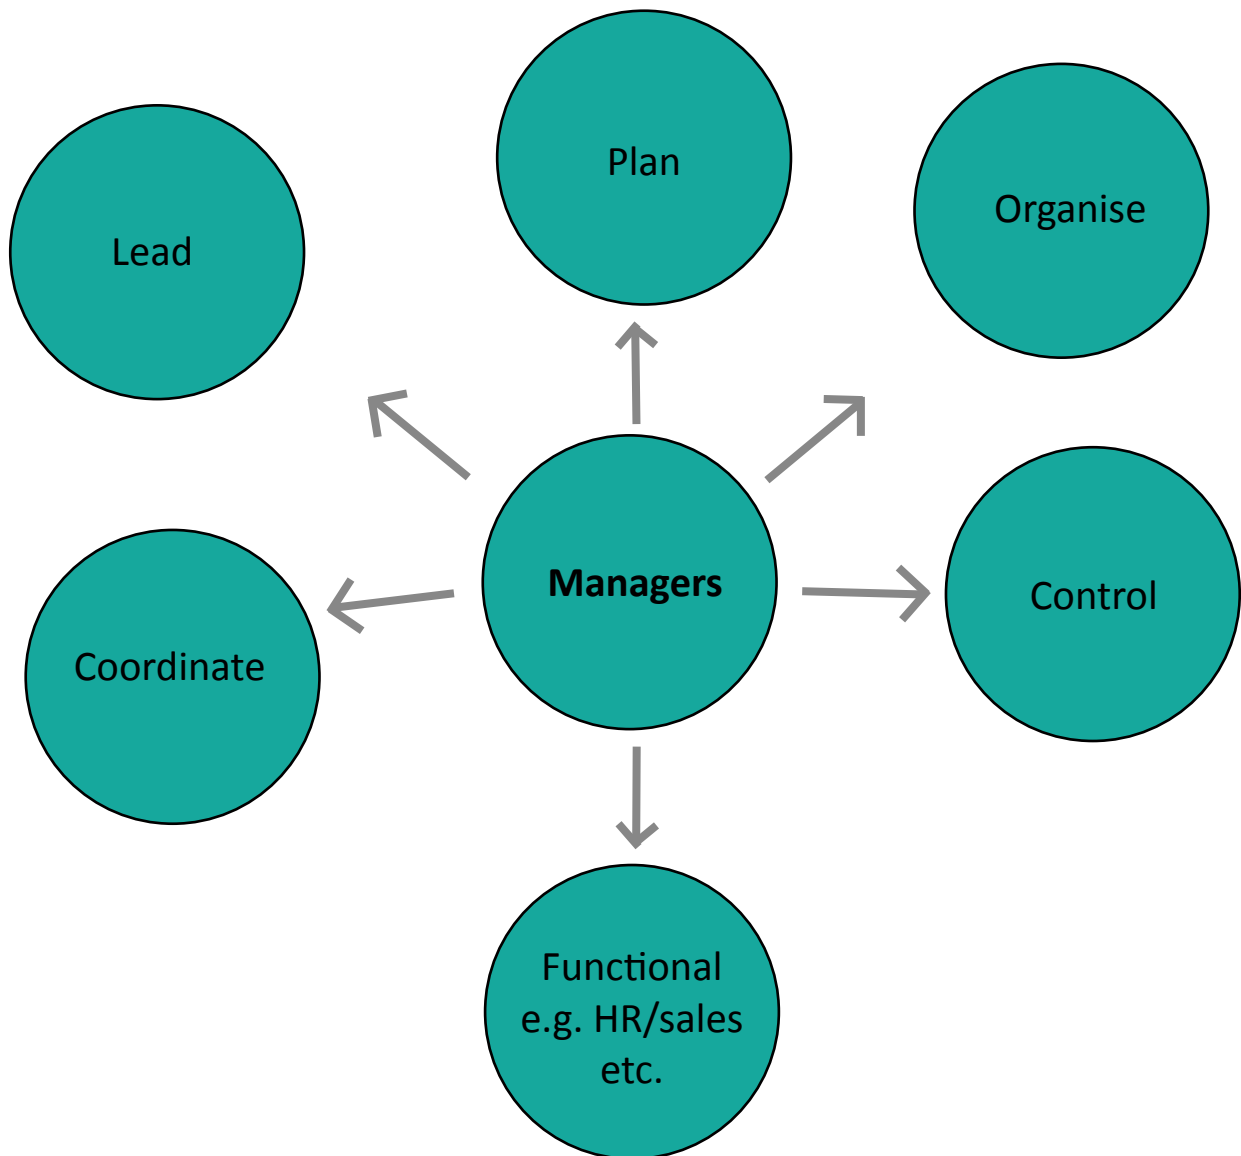 Plan
Organise
Lead
Managers
Control
Coordinate
Functional
e.g. HR/sales
etc.